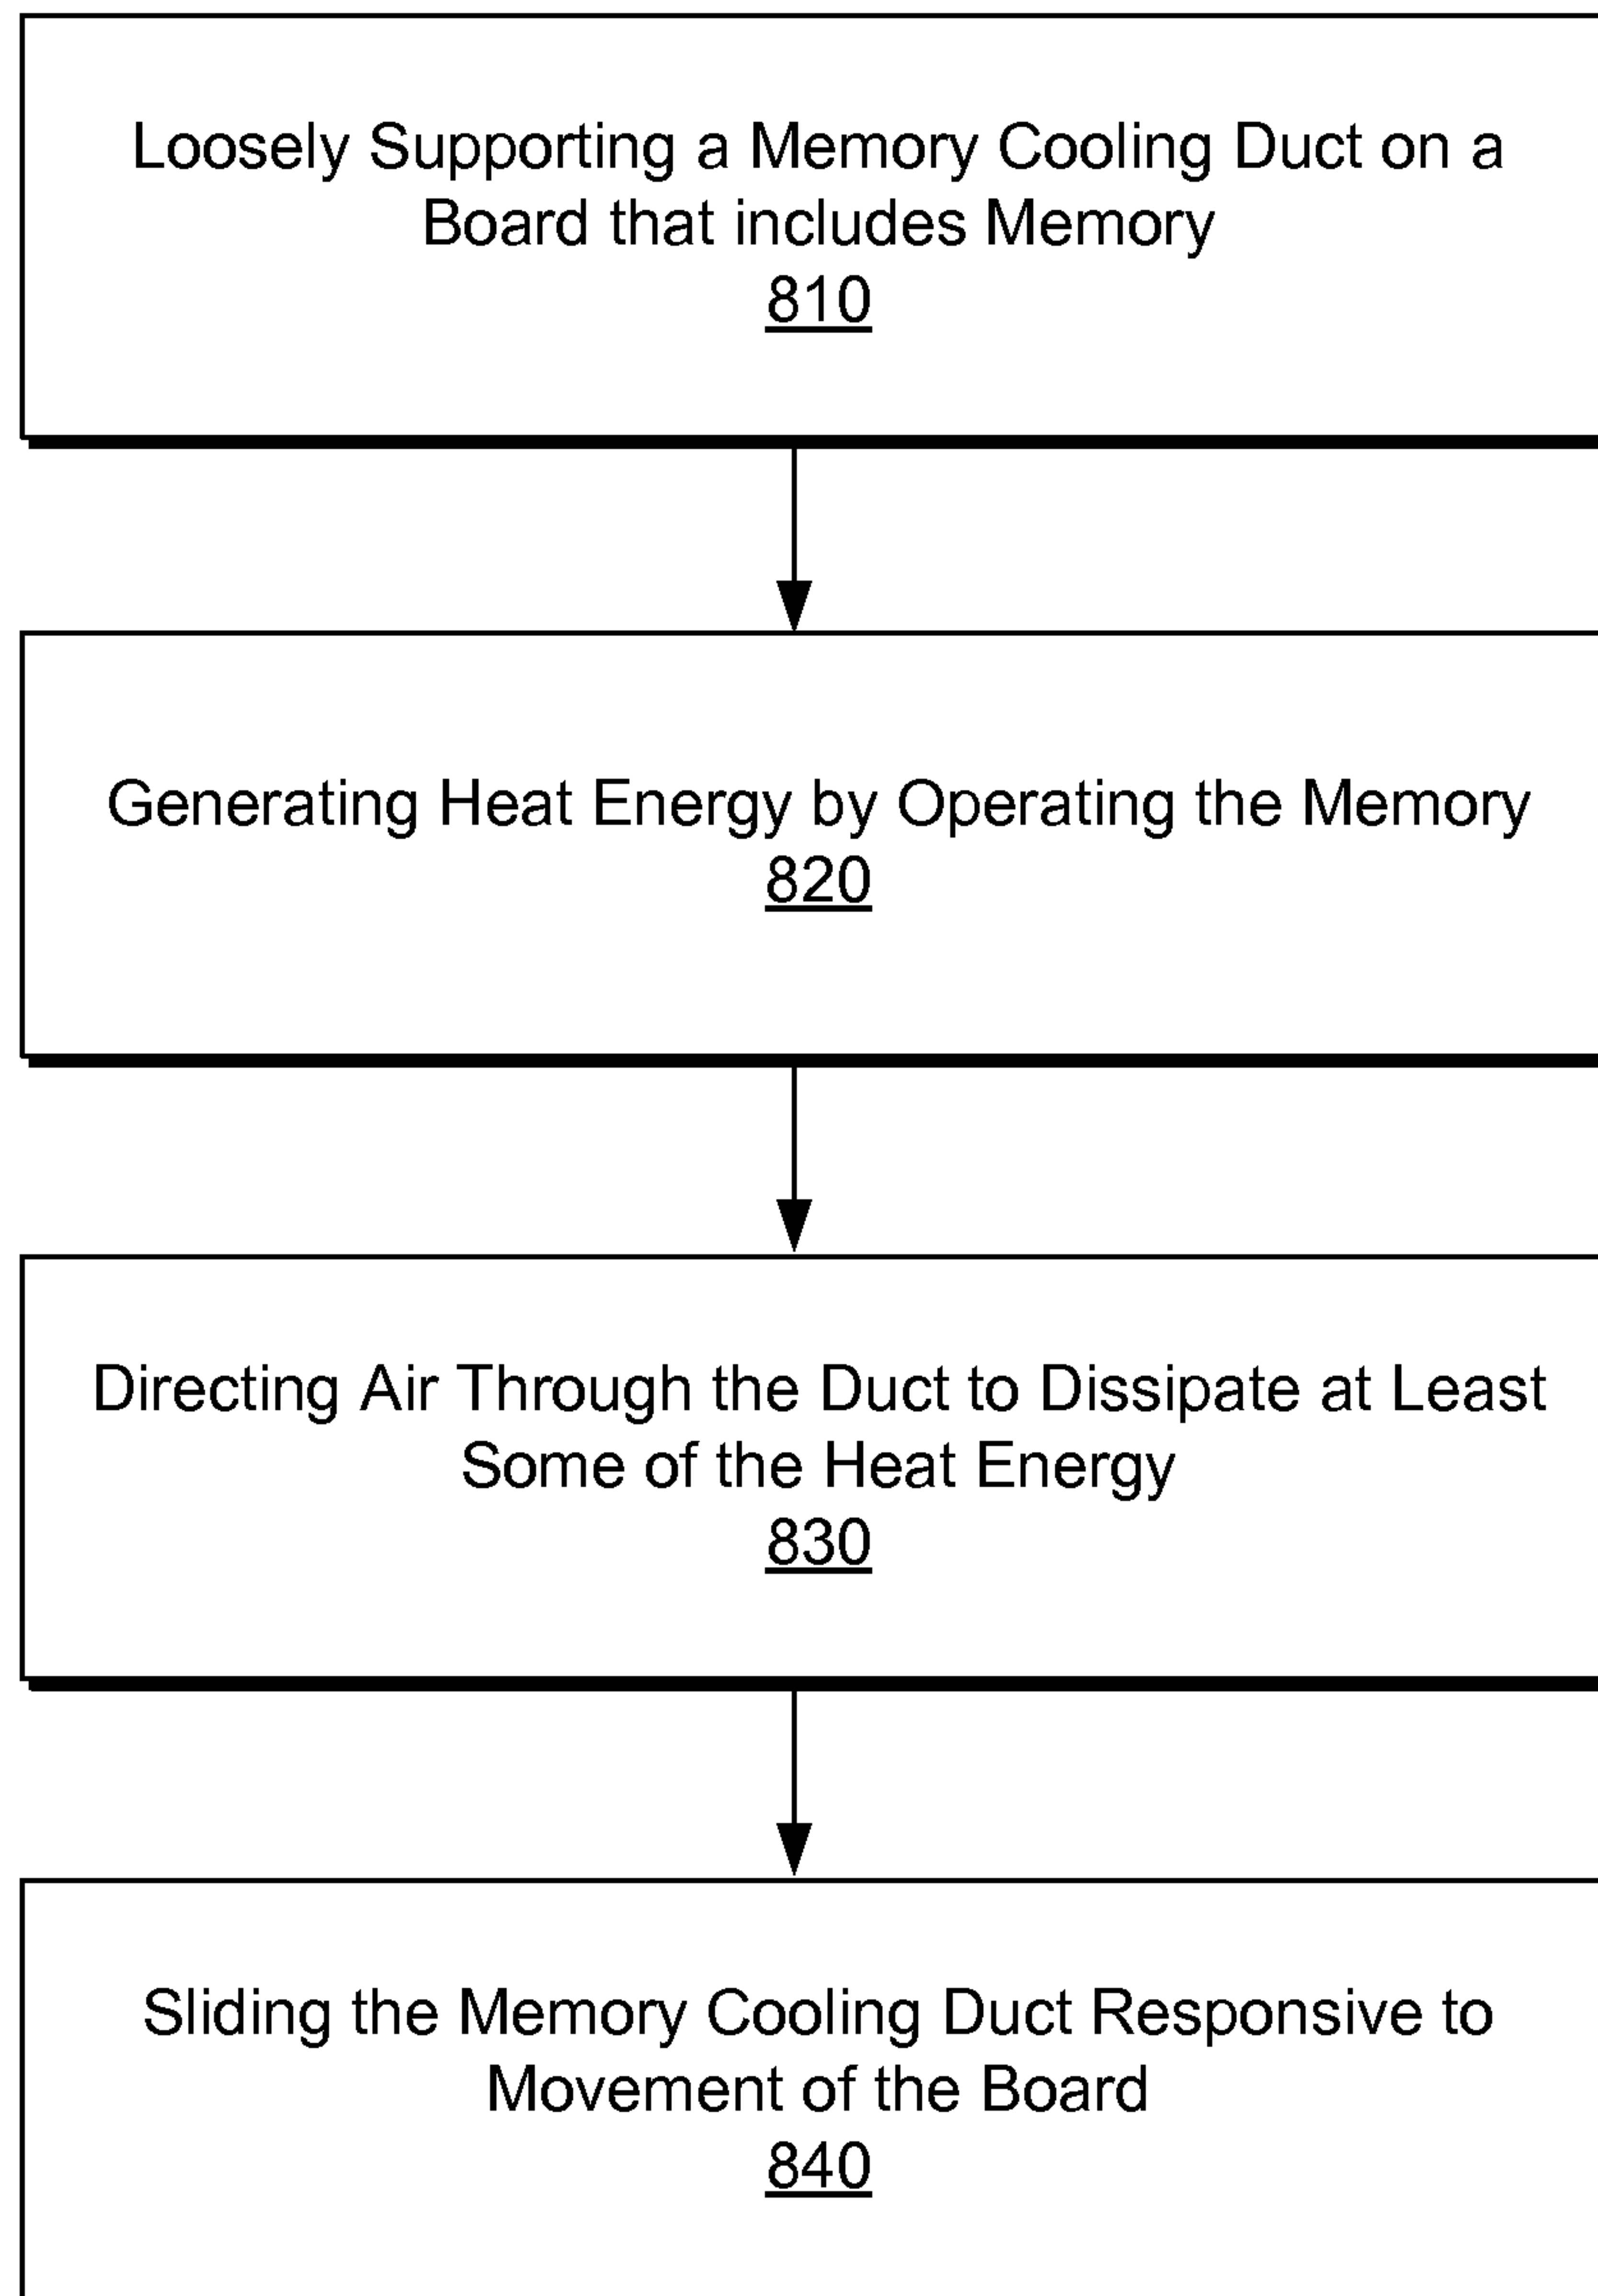 Loosely Supporting a Memory Cooling Duct on a
Board that includes Memory
810
Generating Heat Energy by Operating the Memory
820
Directing Air Through the Duct to Dissipate at Least
Some of the Heat Energy
830
Sliding the Memory Cooling Duct Responsive to
Movement of the Board
840